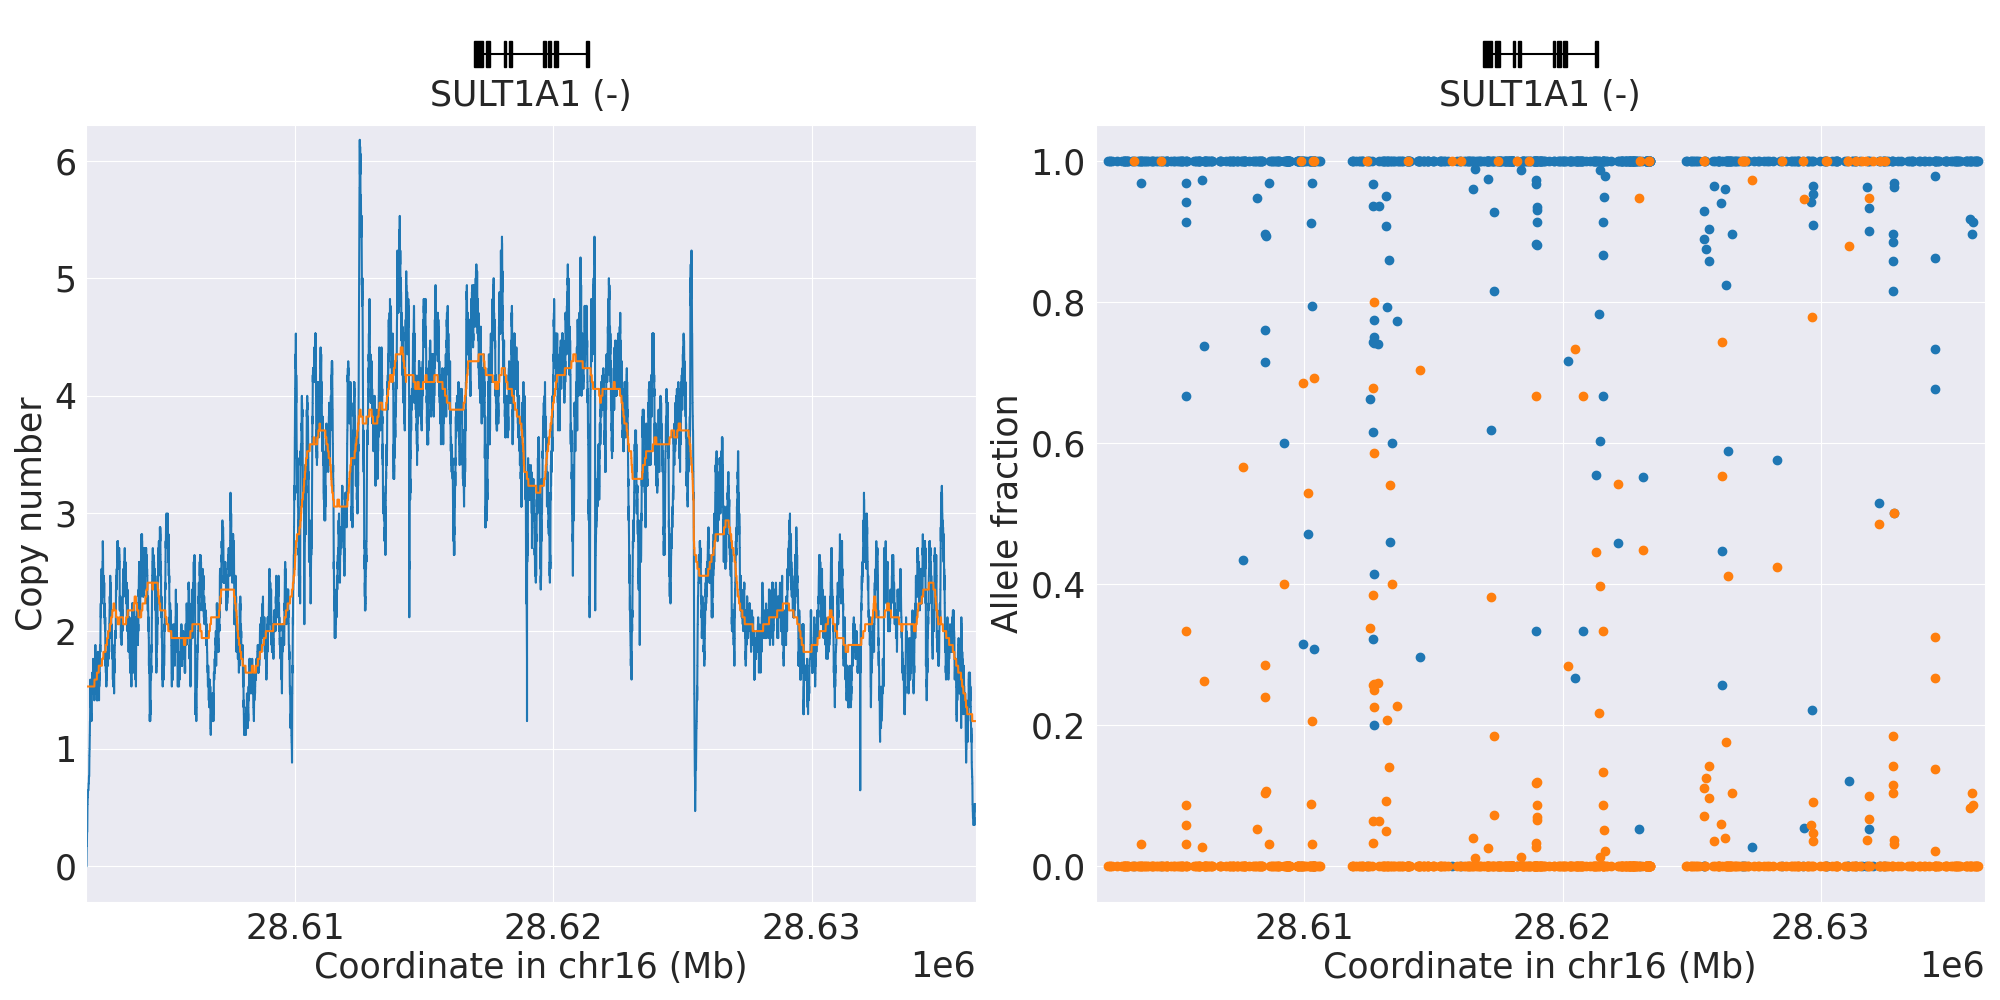 SULT1A1 (-)
6
5
4
3
2
1
0
Copy number
28.61
28.62
28.63
Coordinate in chr16 (Mb)
1e6
SULT1A1 (-)
1.0
0.8
0.6
0.4
0.2
0.0
Allele fraction
28.61
28.62
28.63
Coordinate in chr16 (Mb)
1e6